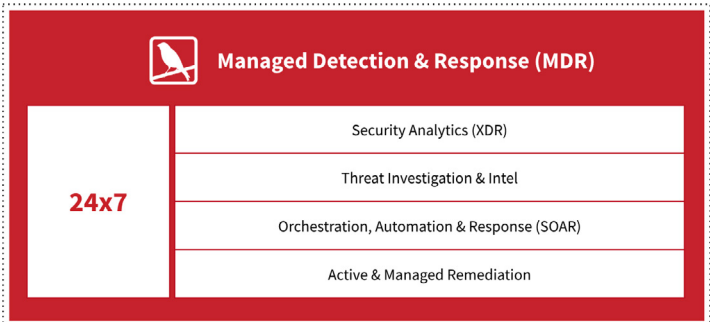 Managed Detection & Response (MDR)
24x7
Security Analytics (XDR)
Threat Investigation & Intel
Orchestration, Automation & Response (SOAR)
Active & Managed Remediation